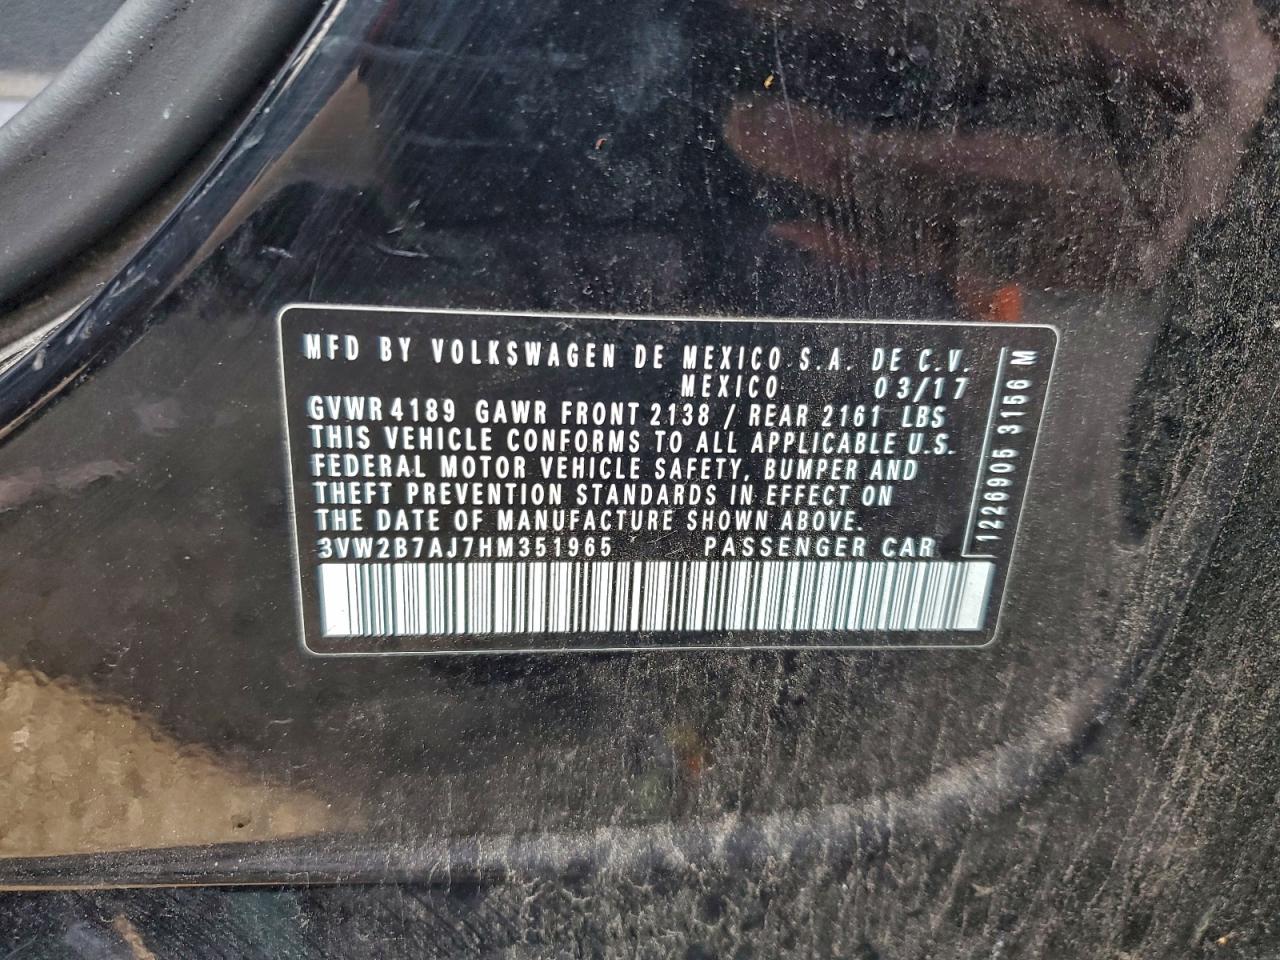 MFD BY VOLKSWAGEN DE MEXICO S.A. DE C.V.
MEXICO 03/17
GVWR 4189 GAWR FRONT 2138 / REAR 2161 LBS
THIS VEHICLE CONFORMS TO ALL APPLICABLE U.S.
FEDERAL MOTOR VEHICLE SAFETY, BUMPER AND
THEFT PREVENTION STANDARDS IN EFFECT ON
THE DATE OF MANUFACTURE SHOWN ABOVE.
3VW2B7AJ7HM351965 PASSENGER CAR
1226906 3166 M